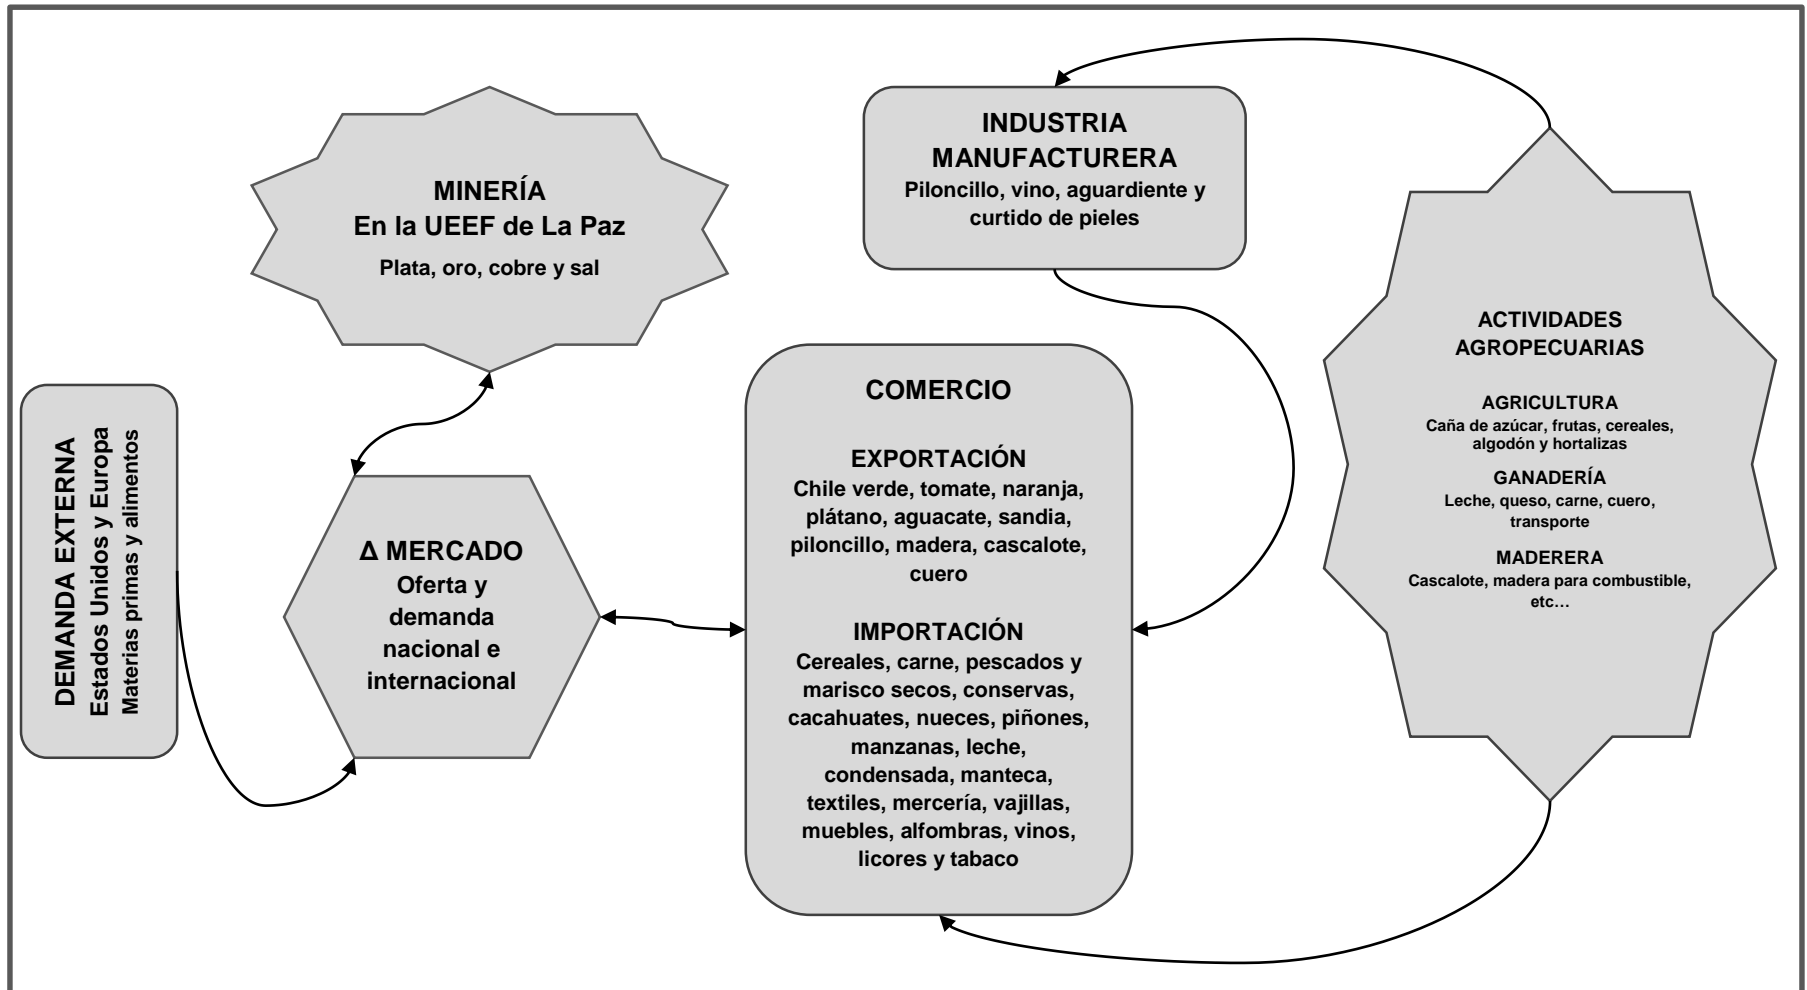 DEMANDA EXTERNA
Estados Unidos y Europa
Materias primas y alimentos
MINERÍA
En la UEEF de La Paz
Plata, oro, cobre y sal
Δ MERCADO
Oferta y
demanda
nacional e
internacional
INDUSTRIA
MANUFACTURERA
Piloncillo, vino, aguardiente y
curtido de pieles
COMERCIO
EXPORTACIÓN
Chile verde, tomate, naranja,
plátano, aguacate, sandia,
piloncillo, madera, cascalote,
cuero
IMPORTACIÓN
Cereales, carne, pescados y
marisco secos, conservas,
cacahuates, nueces, piñones,
manzanas, leche,
condensada, manteca,
textiles, mercería, vajillas,
muebles, alfombras, vinos,
licores y tabaco
ACTIVIDADES
AGROPECUARIAS
AGRICULTURA
Caña de azúcar, frutas, cereales,
algodón y hortalizas
GANADERÍA
Leche, queso, carne, cuero,
transporte
MADERERA
Cascalote, madera para combustible,
etc…